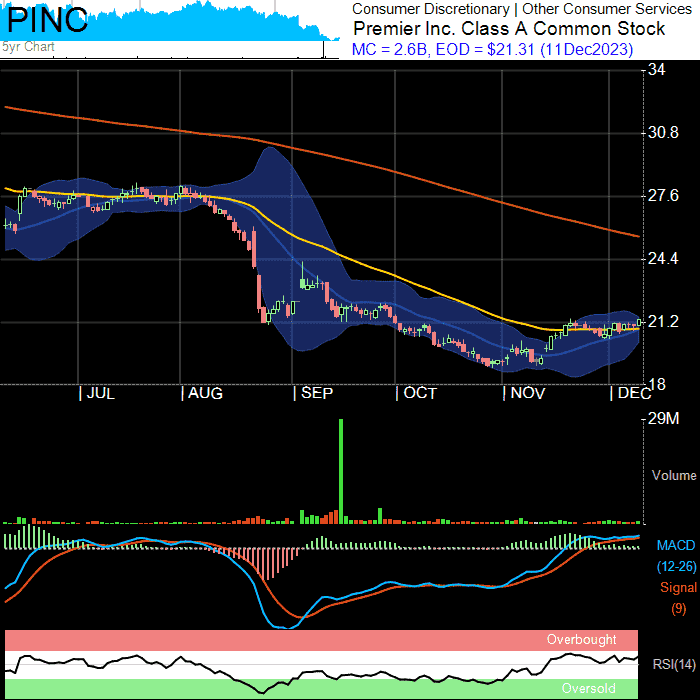 PINC
5yr Chart
Consumer Discretionary | Other Consumer Services
Premier Inc. Class A Common Stock
MC = 2.6B, EOD = $21.31 (11Dec2023)
34
30.8
27.6
24.4
21.2
18
JUL AUG SEP OCT NOV DEC
29M
Volume
MACD
(12-26)
Signal
(9)
Overbought
RSI(14)
Oversold